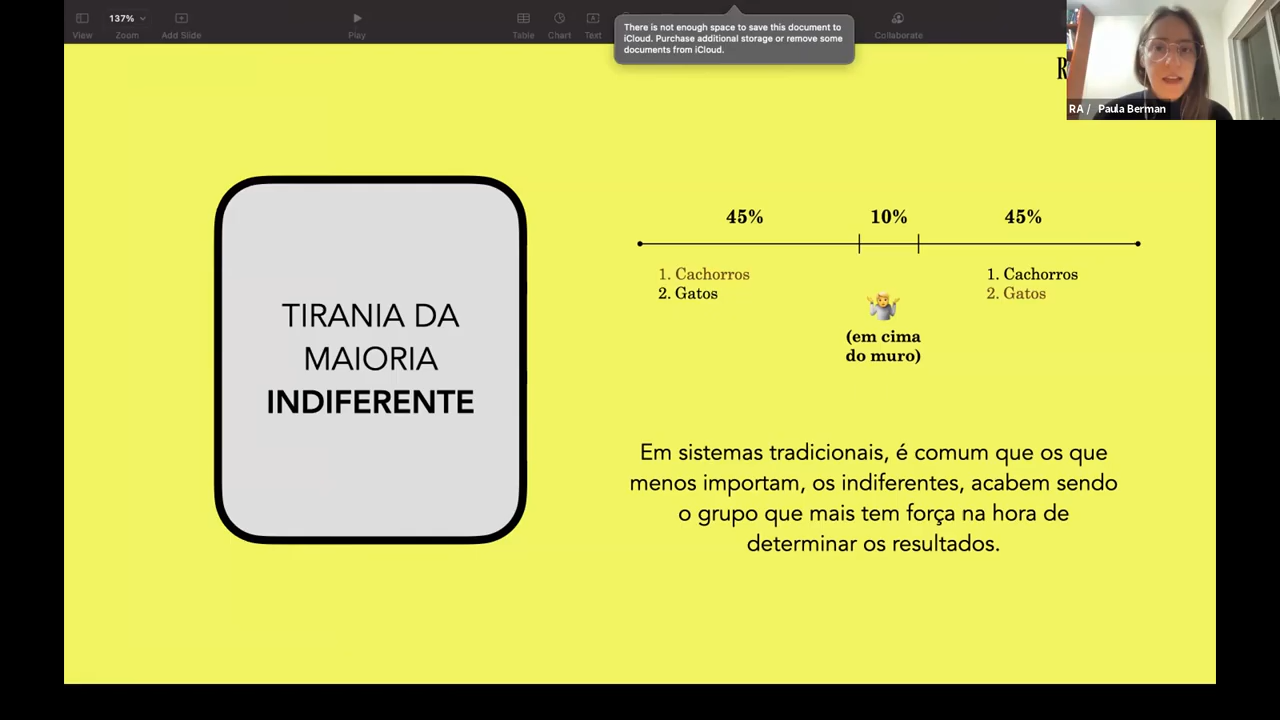 137%
View
Zoom
Add Slide
Play
Table
Chart
Text
Collaborate
There is not enough space to save this document to
iCloud. Purchase additional storage or remove some
documents from iCloud.
R
RA / Paula Berman
TIRANIA DA
MAIORIA
INDIFERENTE
45%
10%
45%
1. Cachorros
2. Gatos
(em cima
do muro)
1. Cachorros
2. Gatos
Em sistemas tradicionais, é comum que os que
menos importam, os indiferentes, acabem sendo
o grupo que mais tem força na hora de
determinar os resultados.